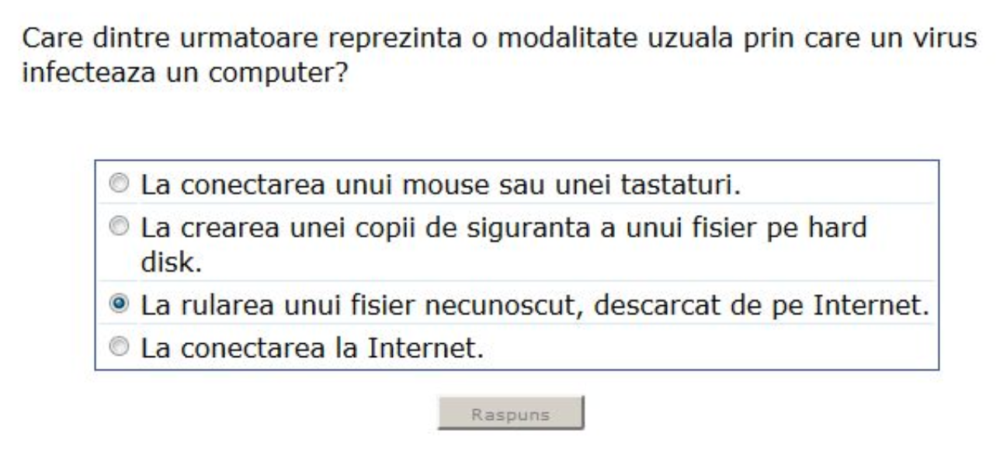 Care dintre urmatoare reprezinta o modalitate uzuala prin care un virus
infecteaza un computer?
La conectarea unui mouse sau unei tastaturi.
La crearea unei copii de siguranta a unui fisier pe hard
disk.
La rularea unui fisier necunoscut, descarcat de pe Internet.
La conectarea la Internet.
Raspuns